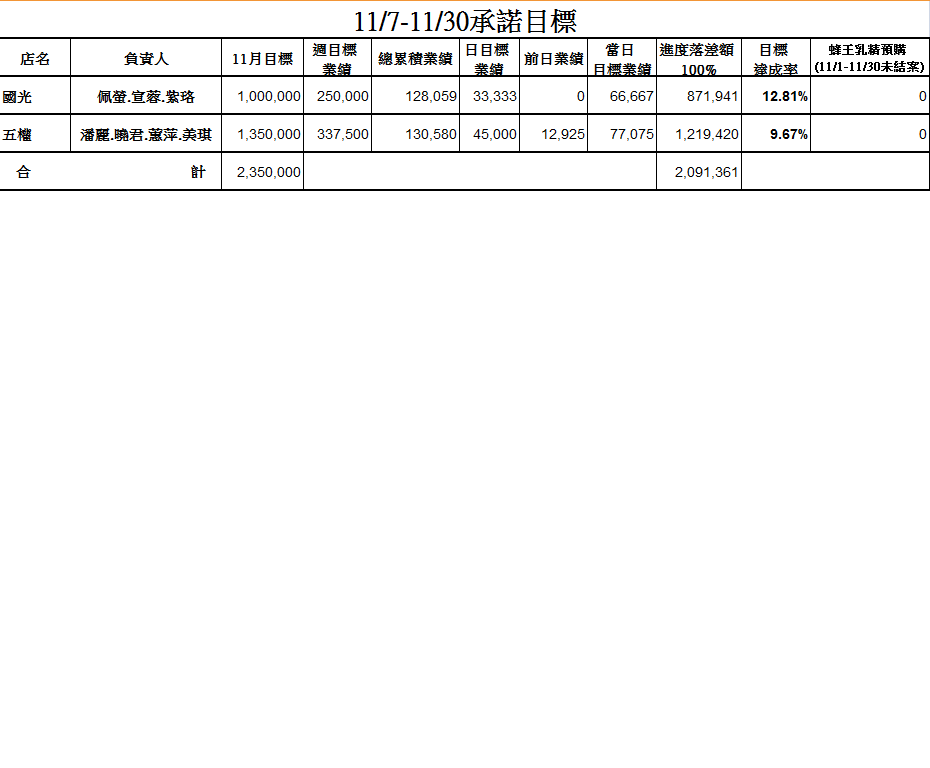 11/7-11/30承諾目標
店名 負責人 11月目標 週目標業績 總累積業績 日目標業績 前日業績 當日目標業績 進度落差額100% 目標達成率 蜂王乳精預購(11/1-11/30未結案)
國光 佩螢.宣蓉.紫珞 1,000,000 250,000 128,059 33,333 0 66,667 871,941 12.81% 0
五權 潘麗.曉君.蕙萍.美琪 1,350,000 337,500 130,580 45,000 12,925 77,075 1,219,420 9.67% 0
合 計 2,350,000 2,091,361